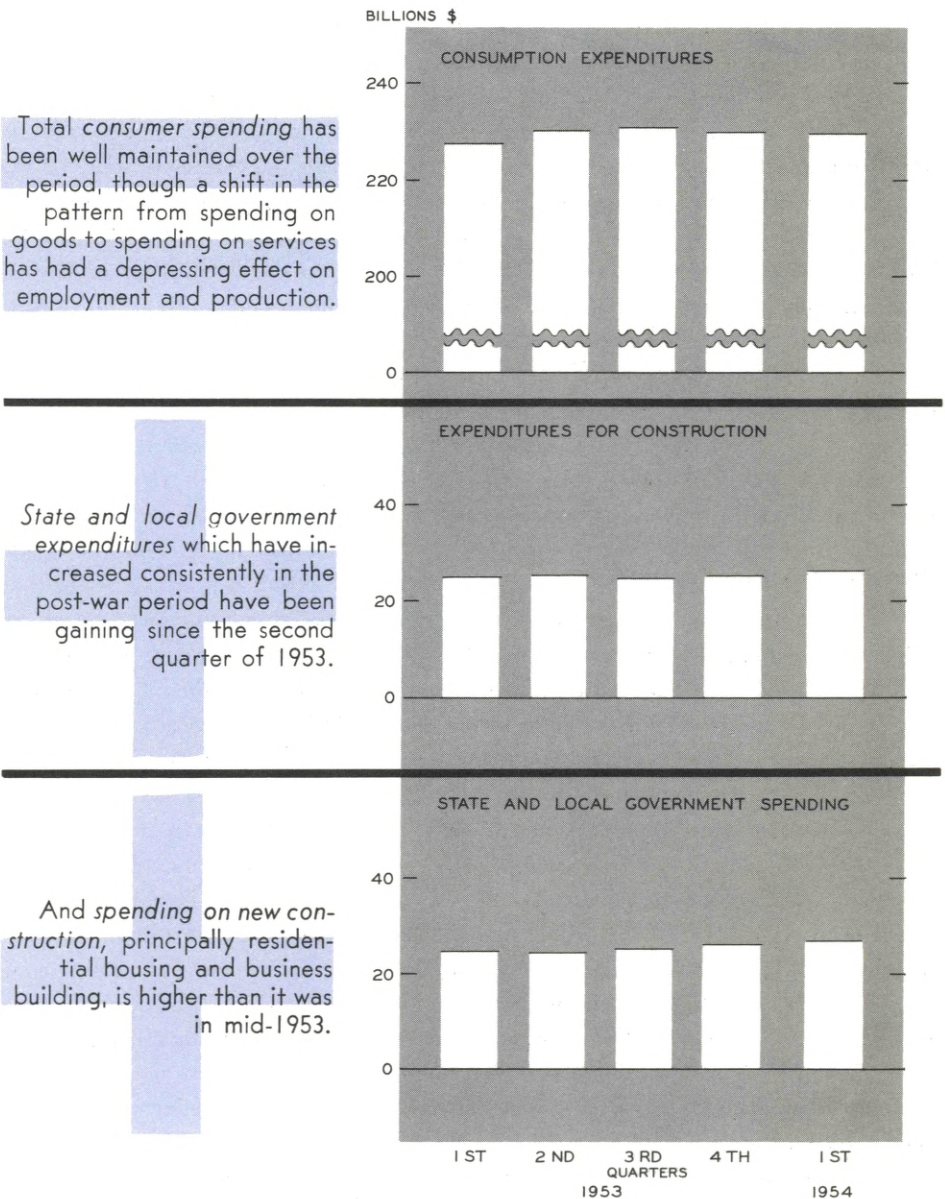 BILLIONS $
CONSUMPTION EXPENDITURES
240
220
200
0
Total consumer spending has
been well maintained over the
period, though a shift in the
pattern from spending on
goods to spending on services
has had a depressing effect on
employment and production.
EXPENDITURES FOR CONSTRUCTION
40
20
0
State and local government
expenditures which have in-
creased consistently in the
post-war period have been
gaining since the second
quarter of 1953.
STATE AND LOCAL GOVERNMENT SPENDING
40
20
0
And spending on new con-
struction, principally residen-
tial housing and business
building, is higher than it was
in mid-1953.
1 ST 2 ND 3 RD 4 TH 1 ST
QUARTERS
1953 1954